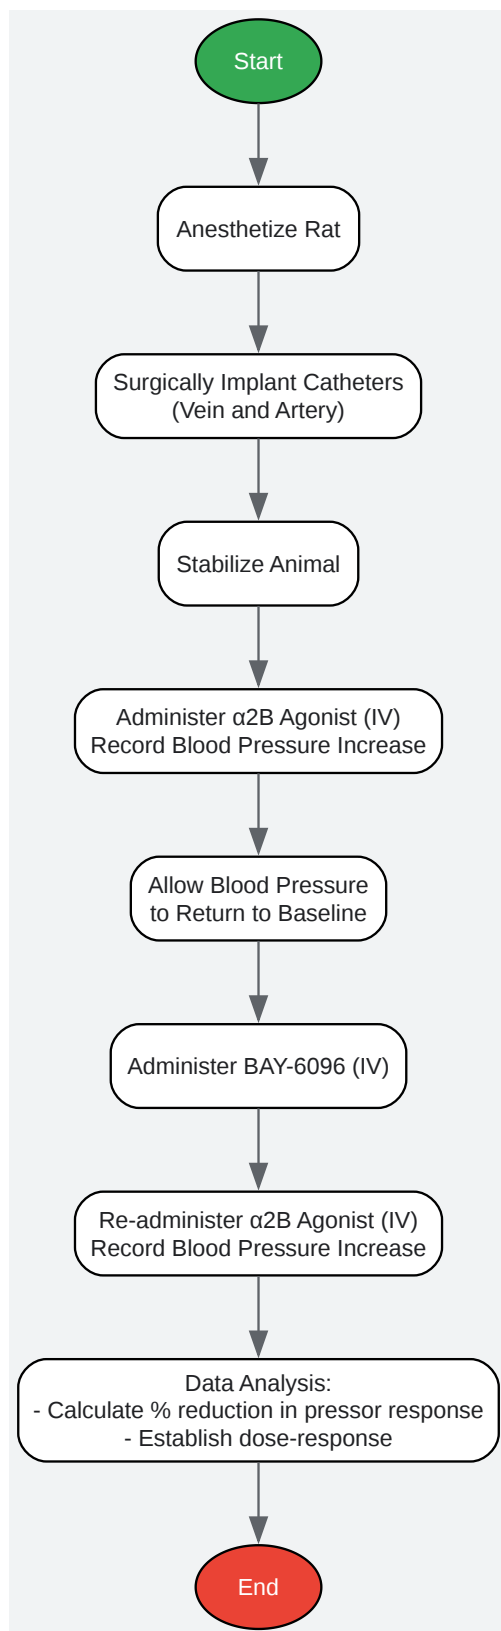 Start
Anesthetize Rat
Surgically Implant Catheters
(Vein and Artery)
Stabilize Animal
Administer α2B Agonist (IV)
Record Blood Pressure Increase
Allow Blood Pressure
to Return to Baseline
Administer BAY-6096 (IV)
Re-administer α2B Agonist (IV)
Record Blood Pressure Increase
Data Analysis:
- Calculate % reduction in pressor response
- Establish dose-response
End